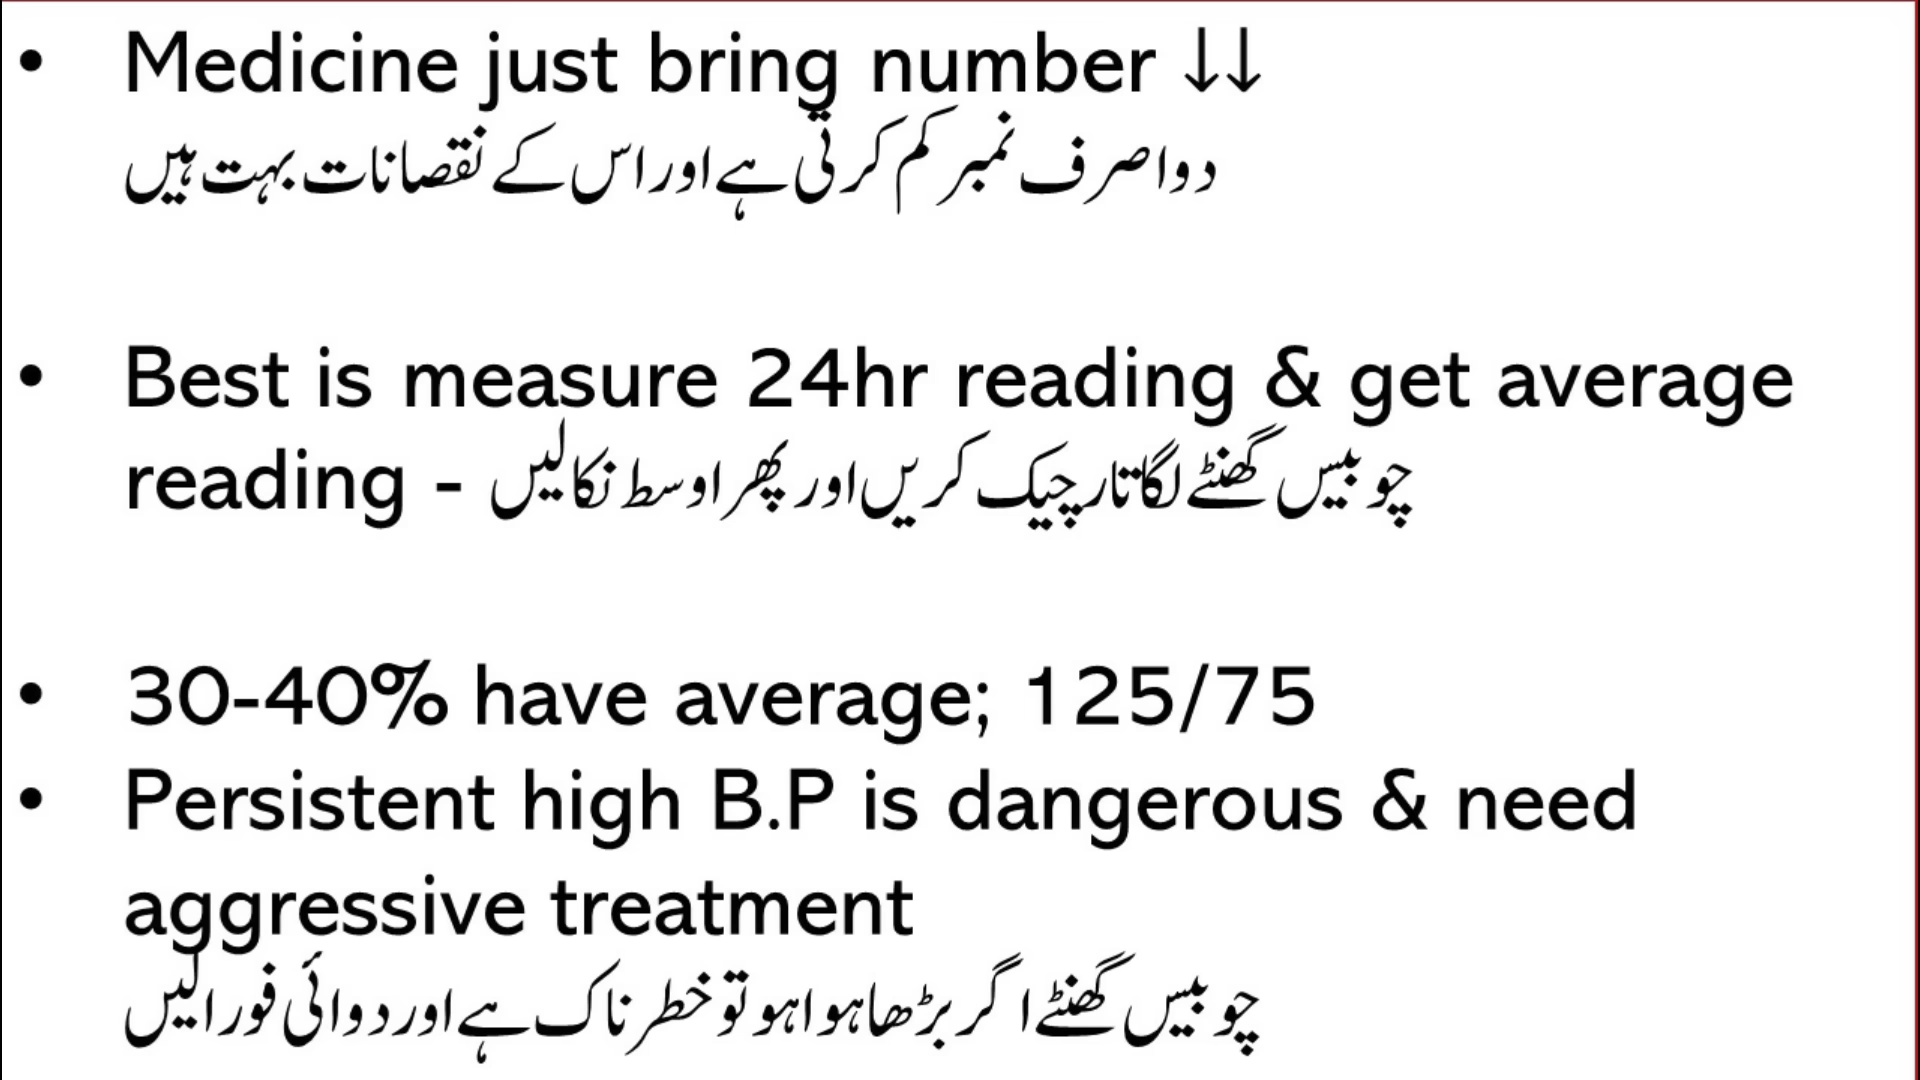 • Medicine just bring number ↓↓
دوا صرف نمبر کم کرتی ہے اور اس کے نقصانات بہت ہیں
• Best is measure 24hr reading & get average
reading - چوبیس گھنٹے لگاتار چیک کریں اور پھر اوسط نکالیں
• 30-40% have average; 125/75
• Persistent high B.P is dangerous & need
aggressive treatment
چوبیس گھنٹے اگر بڑھا ہوا ہو تو خطرناک ہے اور دوائی فورا لیں